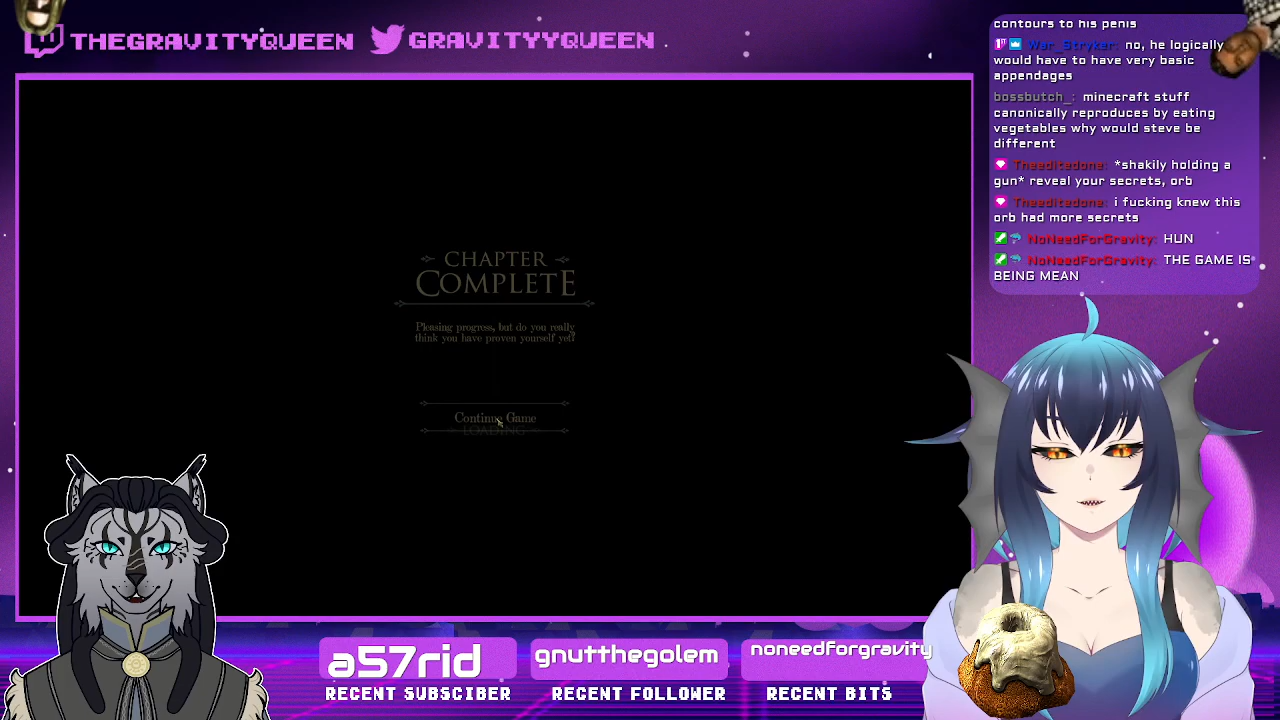 THEGRAVITYQUEEN
GRAVITYYQUEEN
contours to his penis
War_Stryker: no, he logically
would have to have very basic
appendages
bossbutch_: minecraft stuff
canonically reproduces by eating
vegetables why would steve be
different
Theeditedone: *shakily holding a
gun* reveal your secrets, orb
Theeditedone: i fucking knew this
orb had more secrets
NoNeedForGravity: HUN
NoNeedForGravity: THE GAME IS
BEING MEAN
CHAPTER
COMPLETE
Pleasing progress, but do you really
think you have proven yourself yet?
Continue Game
LOADING
a57rid
RECENT SUBSCIBER
gnutthegolem
RECENT FOLLOWER
noneedforgravity
RECENT BITS